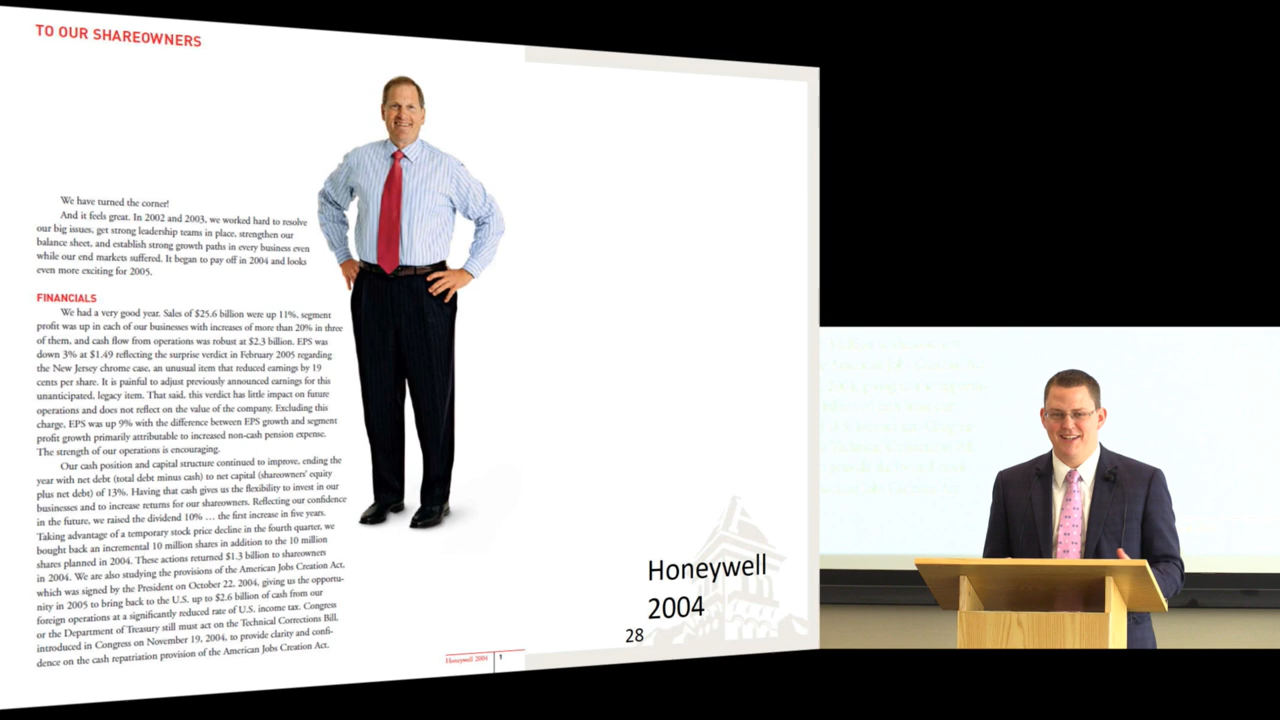 TO OUR SHAREOWNERS
We have turned the corner!
And it feels great. In 2002 and 2003, we worked hard to resolve
our big issues, get strong leadership teams in place, strengthen our
balance sheet, and establish strong growth paths in every business even
while our end markets suffered. It began to pay off in 2004 and looks
even more exciting for 2005.
FINANCIALS
We had a very good year. Sales of $25.6 billion were up 11%, segment
profit was up in each of our businesses with increases of more than 20% in three
of them, and cash flow from operations was robust at $2.3 billion. EPS was
down 3% at $1.49 reflecting the surprise verdict in February 2005 regarding
the New Jersey chrome case, an unusual item that reduced earnings by 19
cents per share. It is painful to adjust previously announced earnings for this
unanticipated, legacy item. That said, this verdict has little impact on future
operations and does not reflect on the value of the company. Excluding this
charge, EPS was up 9% with the difference between EPS growth and segment
profit growth primarily attributable to increased non-cash pension expense.
The strength of our operations is encouraging.
Our cash position and capital structure continued to improve, ending the
year with net debt (total debt minus cash) to net capital (shareowners' equity
plus net debt) of 13%. Having that cash gives us the flexibility to invest in our
businesses and to increase returns for our shareowners. Reflecting our confidence
in the future, we raised the dividend 10% ... the first increase in five years.
Taking advantage of a temporary stock price decline in the fourth quarter, we
bought back an incremental 10 million shares in addition to the 10 million
shares planned in 2004. These actions returned $1.3 billion to shareowners
in 2004. We are also studying the provisions of the American Jobs Creation Act,
which was signed by the President on October 22, 2004, giving us the opportu-
nity in 2005 to bring back to the U.S. up to $2.6 billion of cash from our
foreign operations at a significantly reduced rate of U.S. income tax. Congress
or the Department of Treasury still must act on the Technical Corrections Bill,
introduced in Congress on November 19, 2004, to provide clarity and confi-
dence on the cash repatriation provision of the American Jobs Creation Act.
Honeywell 2004 1
Honeywell
2004
28